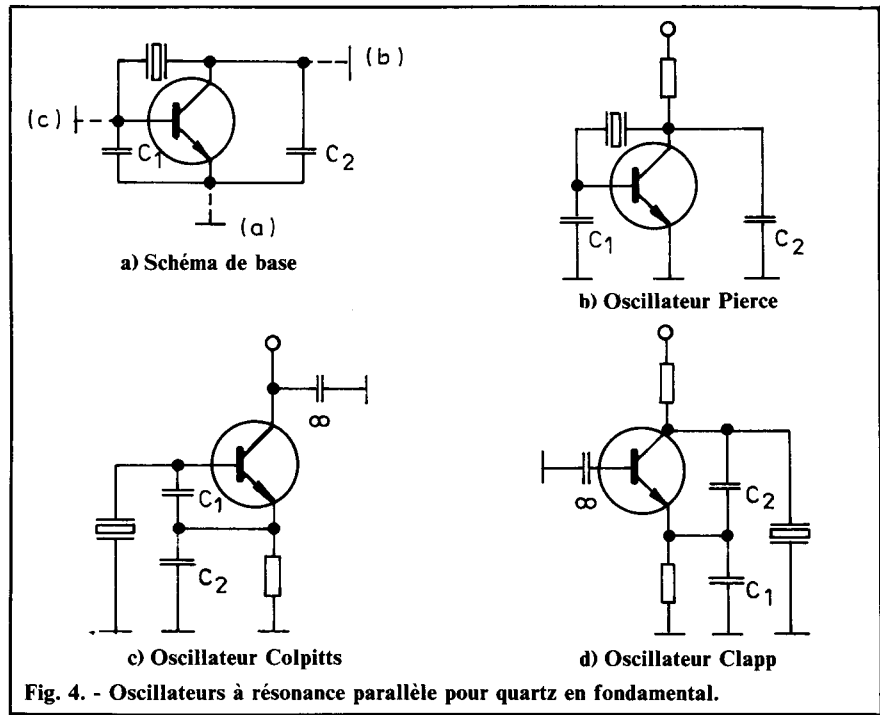 (b)
(c)
C1
C2
(a)
a) Schéma de base
C1
C2
b) Oscillateur Pierce
∞
C1
C2
c) Oscillateur Colpitts
∞
C2
C1
d) Oscillateur Clapp
Fig. 4. - Oscillateurs à résonance parallèle pour quartz en fondamental.